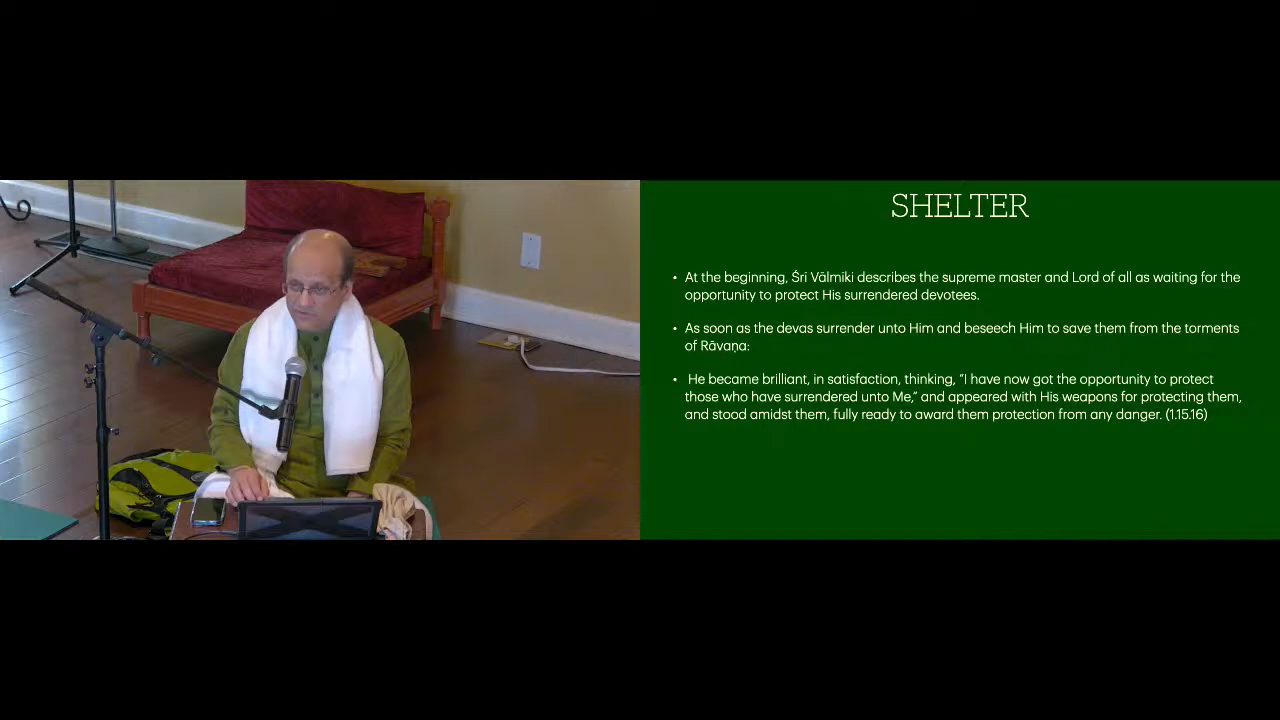 SHELTER
• At the beginning, Śri Vālmīki describes the supreme master and Lord of all as waiting for the
opportunity to protect His surrendered devotees.
• As soon as the devas surrender unto Him and beseech Him to save them from the torments
of Rāvaṇa:
• He became brilliant, in satisfaction, thinking, “I have now got the opportunity to protect
those who have surrendered unto Me,” and appeared with His weapons for protecting them,
and stood amidst them, fully ready to award them protection from any danger. (1.15.16)